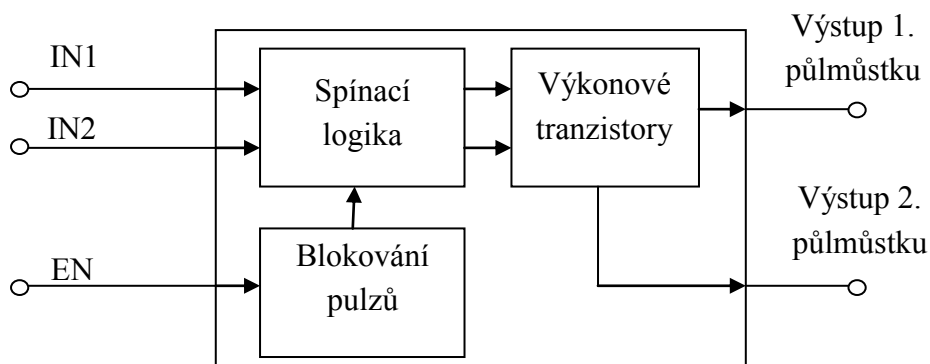 IN1
IN2
EN
Spínací
logika
Blokování
pulzů
Výkonové
tranzistory
Výstup 1.
půlmůstku
Výstup 2.
půlmůstku